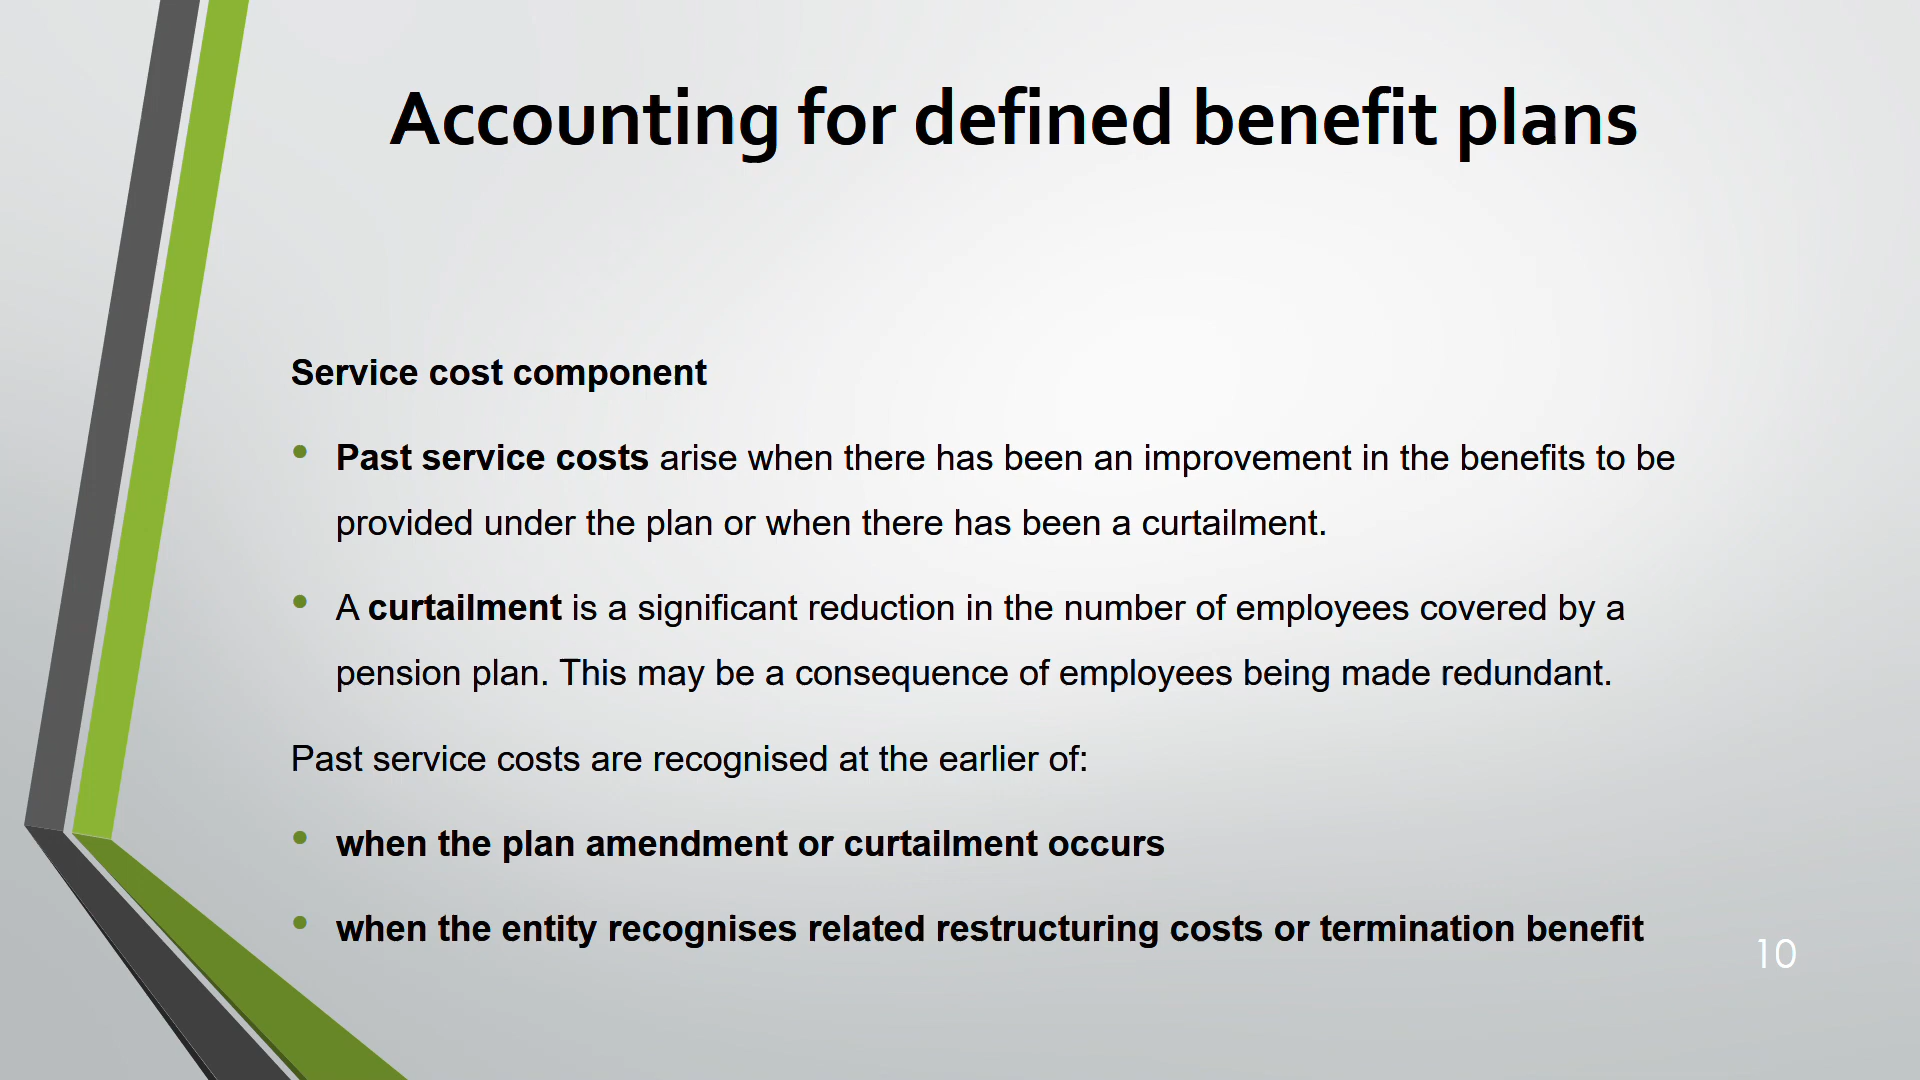 Accounting for defined benefit plans
Service cost component
• Past service costs arise when there has been an improvement in the benefits to be
provided under the plan or when there has been a curtailment.
• A curtailment is a significant reduction in the number of employees covered by a
pension plan. This may be a consequence of employees being made redundant.
Past service costs are recognised at the earlier of:
• when the plan amendment or curtailment occurs
• when the entity recognises related restructuring costs or termination benefit
10